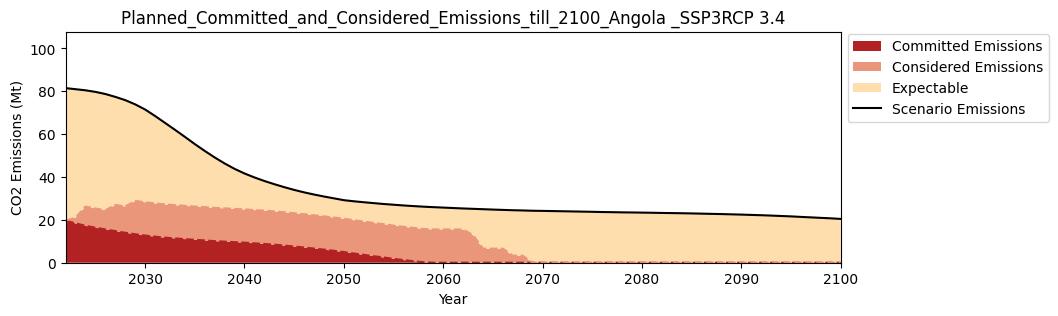 Planned_Committed_and_Considered_Emissions_till_2100_Angola _SSP3RCP 3.4
Committed Emissions
Considered Emissions
Expectable
Scenario Emissions
CO2 Emissions (Mt)
100
80
60
40
20
0
2030 2040 2050 2060 2070 2080 2090 2100
Year